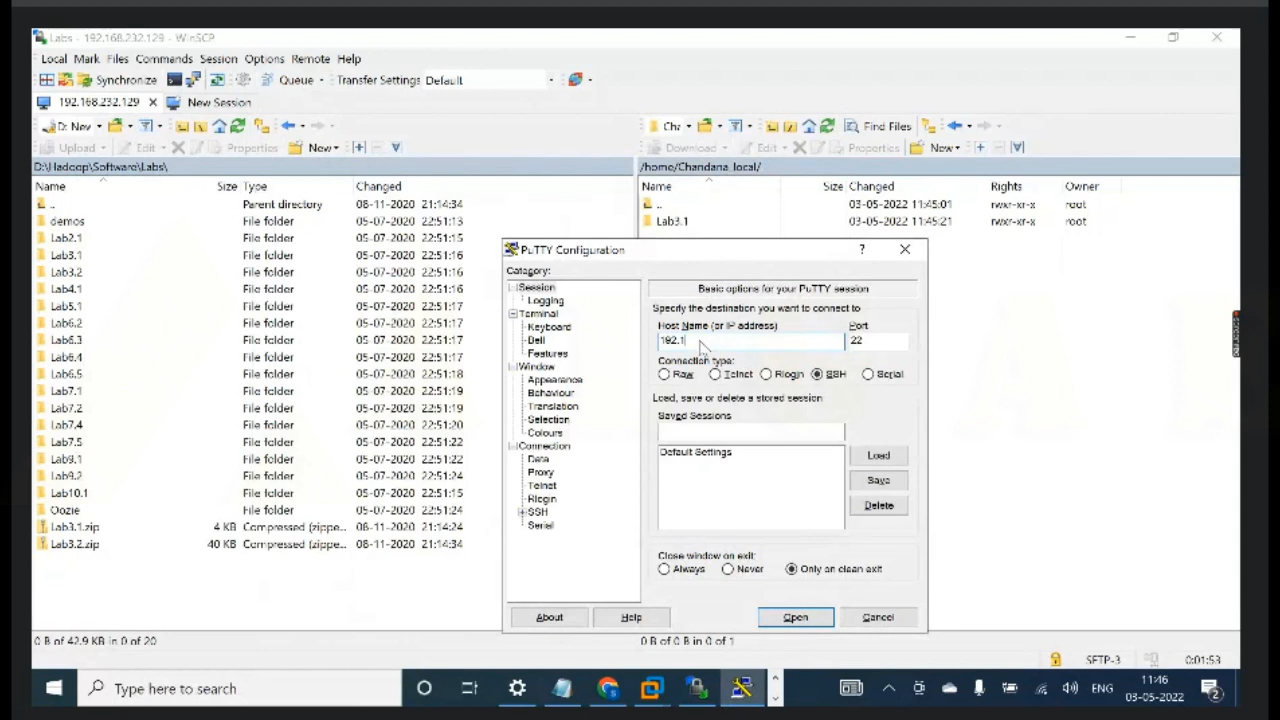 Labs - 192.168.232.129 - WinSCP
Local Mark Files Commands Session Options Remote Help
Synchronize Queue Transfer Settings Default
192.168.232.129 New Session
D: New
Upload Edit Properties New
Find Files
Download Edit Properties New
D:\Hadoop\Software\Labs\
/home/Chandana_local/
Name Size Type Changed
.. Parent directory 08-11-2020 21:14:34
demos File folder 05-07-2020 22:51:13
Lab2.1 File folder 05-07-2020 22:51:15
Lab3.1 File folder 05-07-2020 22:51:16
Lab3.2 File folder 05-07-2020 22:51:16
Lab4.1 File folder 05-07-2020 22:51:16
Lab5.1 File folder 05-07-2020 22:51:17
Lab6.2 File folder 05-07-2020 22:51:17
Lab6.3 File folder 05-07-2020 22:51:17
Lab6.4 File folder 05-07-2020 22:51:17
Lab6.5 File folder 05-07-2020 22:51:18
Lab7.1 File folder 05-07-2020 22:51:19
Lab7.2 File folder 05-07-2020 22:51:19
Lab7.4 File folder 05-07-2020 22:51:20
Lab7.5 File folder 05-07-2020 22:51:22
Lab9.1 File folder 05-07-2020 22:51:22
Lab9.2 File folder 05-07-2020 22:51:24
Lab10.1 File folder 05-07-2020 22:51:15
Oozie File folder 05-07-2020 22:51:24
Lab3.1.zip 4 KB Compressed (zippe... 08-11-2020 21:14:24
Lab3.2.zip 40 KB Compressed (zippe... 08-11-2020 21:14:34
Name Size Changed Rights Owner
.. 03-05-2022 11:45:01 rwxr-xr-x root
Lab3.1 03-05-2022 11:45:21 rwxr-xr-x root
PuTTY Configuration
Category:
Session
Logging
Terminal
Keyboard
Bell
Features
Window
Appearance
Behaviour
Translation
Selection
Colours
Connection
Data
Proxy
Telnet
Rlogin
SSH
Serial
Basic options for your PuTTY session
Specify the destination you want to connect to
Host Name (or IP address) Port
192.1 22
Connection type:
Raw Telnet Rlogin SSH Serial
Load, save or delete a stored session
Saved Sessions
Default Settings
Load
Save
Delete
Close window on exit:
Always Never Only on clean exit
About Help Open Cancel
0 B of 42.9 KB in 0 of 20
0 B of 0 B in 0 of 1
SFTP-3 0:01:53
Type here to search
ENG
11:46
03-05-2022
2